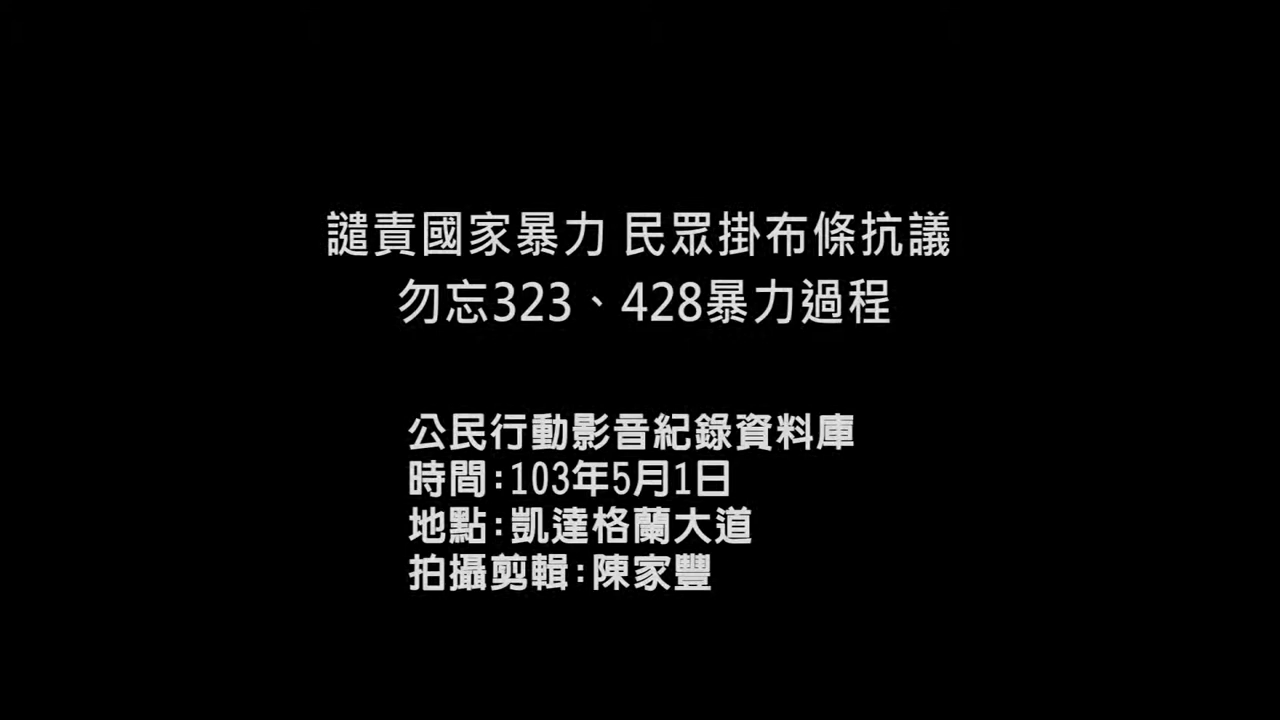 譴責國家暴力 民眾掛布條抗議
勿忘323、428暴力過程
公民行動影音紀錄資料庫
時間:103年5月1日
地點:凱達格蘭大道
拍攝剪輯:陳家豐